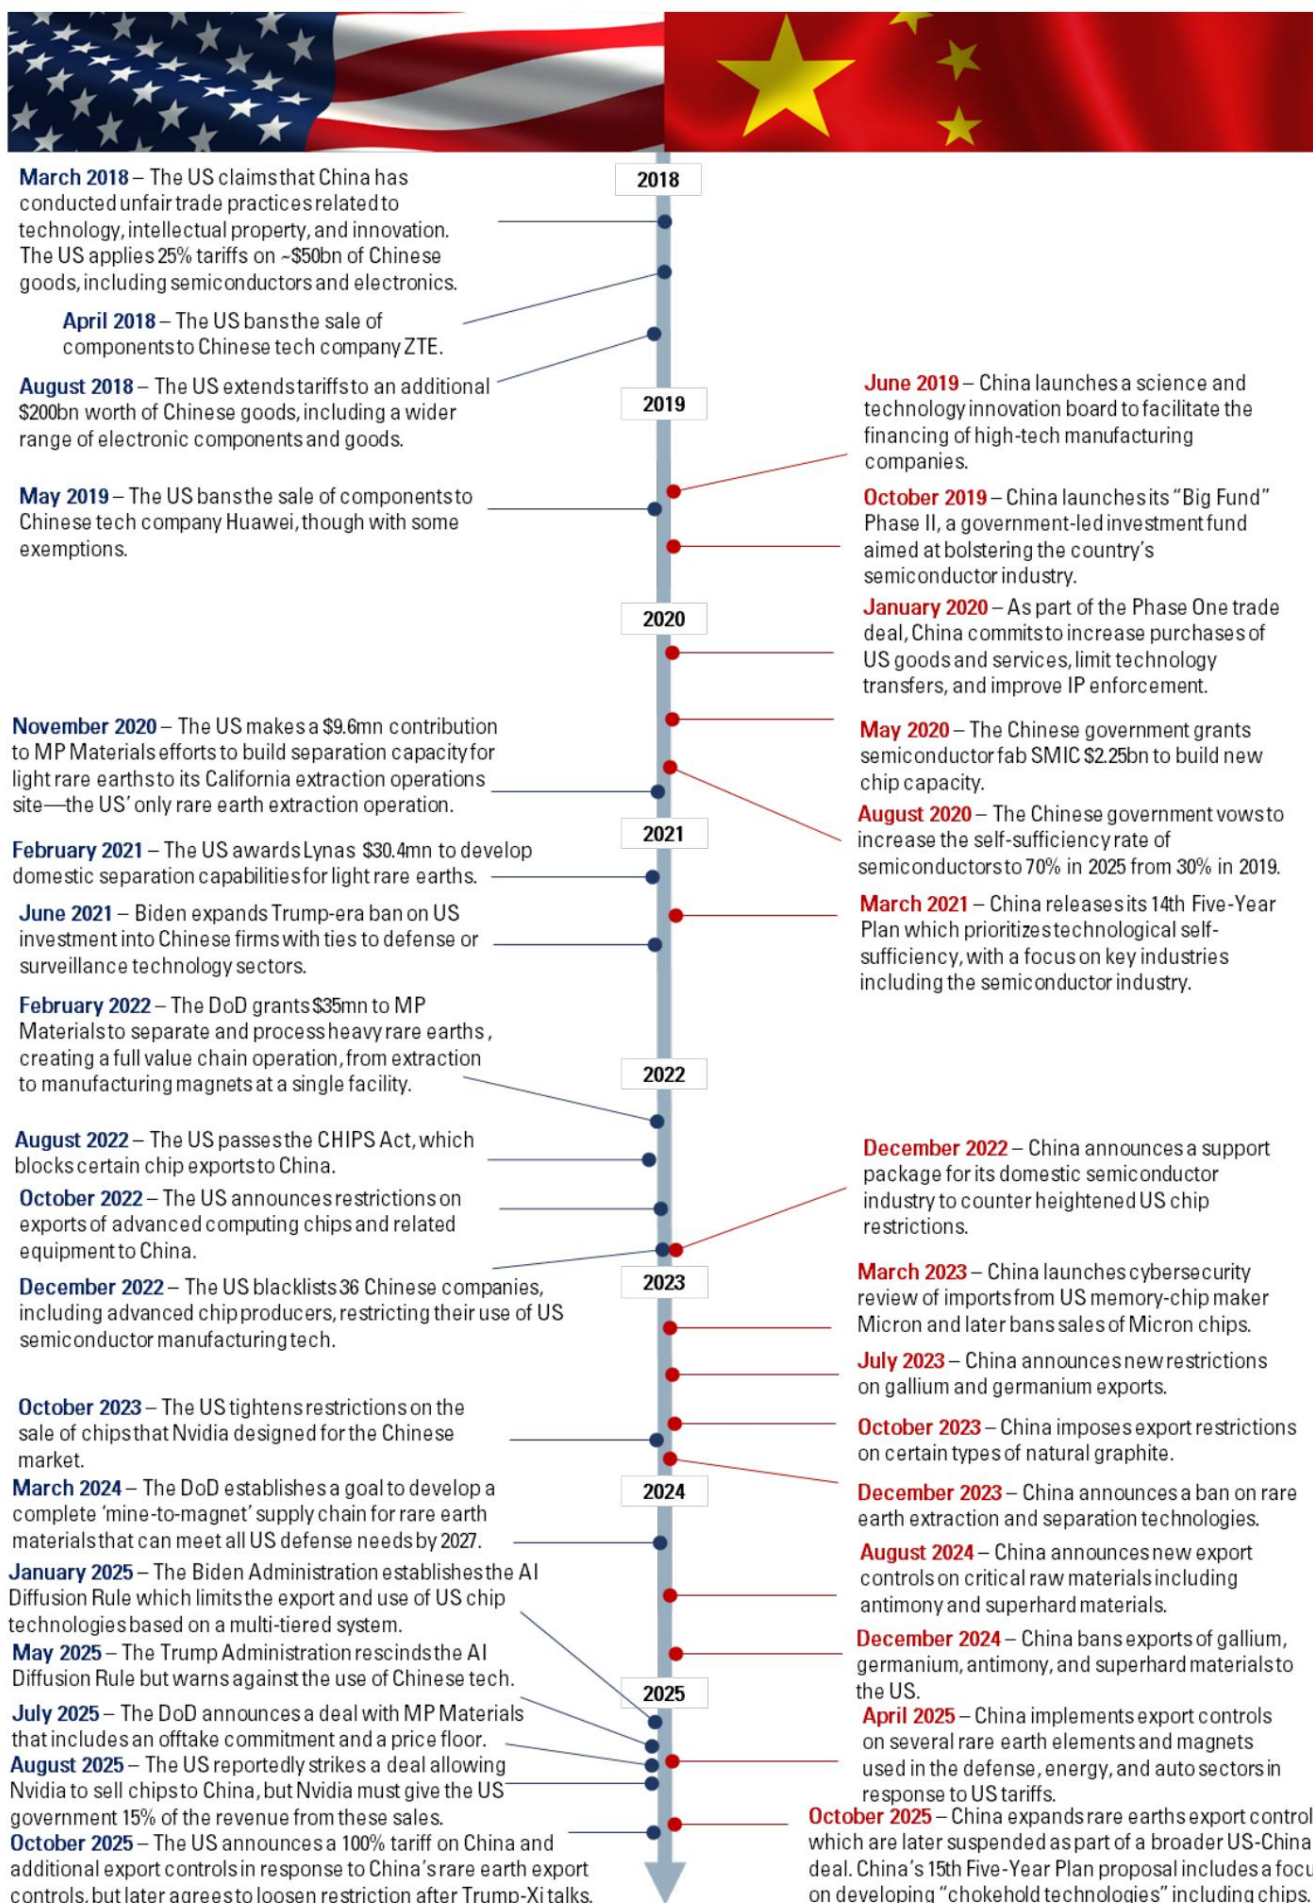 2018
March 2018 – The US claims that China has
conducted unfair trade practices related to
technology, intellectual property, and innovation.
The US applies 25% tariffs on ~$50bn of Chinese
goods, including semiconductors and electronics.
April 2018 – The US bans the sale of
components to Chinese tech company ZTE.
August 2018 – The US extends tariffs to an additional
$200bn worth of Chinese goods, including a wider
range of electronic components and goods.
2019
June 2019 – China launches a science and
technology innovation board to facilitate the
financing of high-tech manufacturing
companies.
May 2019 – The US bans the sale of components to
Chinese tech company Huawei, though with some
exemptions.
October 2019 – China launches its “Big Fund”
Phase II, a government-led investment fund
aimed at bolstering the country’s
semiconductor industry.
2020
January 2020 – As part of the Phase One trade
deal, China commits to increase purchases of
US goods and services, limit technology
transfers, and improve IP enforcement.
November 2020 – The US makes a $9.6mn contribution
to MP Materials efforts to build separation capacity for
light rare earths to its California extraction operations
site—the US’ only rare earth extraction operation.
May 2020 – The Chinese government grants
semiconductor fab SMIC $2.25bn to build new
chip capacity.
August 2020 – The Chinese government vows to
increase the self-sufficiency rate of
semiconductors to 70% in 2025 from 30% in 2019.
2021
February 2021 – The US awards Lynas $30.4mn to develop
domestic separation capabilities for light rare earths.
March 2021 – China releases its 14th Five-Year
Plan which prioritizes technological self-
sufficiency, with a focus on key industries
including the semiconductor industry.
June 2021 – Biden expands Trump-era ban on US
investment into Chinese firms with ties to defense or
surveillance technology sectors.
February 2022 – The DoD grants $35mn to MP
Materials to separate and process heavy rare earths ,
creating a full value chain operation, from extraction
to manufacturing magnets at a single facility.
2022
August 2022 – The US passes the CHIPS Act, which
blocks certain chip exports to China.
December 2022 – China announces a support
package for its domestic semiconductor
industry to counter heightened US chip
restrictions.
October 2022 – The US announces restrictions on
exports of advanced computing chips and related
equipment to China.
December 2022 – The US blacklists 36 Chinese companies,
including advanced chip producers, restricting their use of US
semiconductor manufacturing tech.
2023
March 2023 – China launches cybersecurity
review of imports from US memory-chip maker
Micron and later bans sales of Micron chips.
July 2023 – China announces new restrictions
on gallium and germanium exports.
October 2023 – The US tightens restrictions on the
sale of chips that Nvidia designed for the Chinese
market.
October 2023 – China imposes export restrictions
on certain types of natural graphite.
March 2024 – The DoD establishes a goal to develop a
complete ‘mine-to-magnet’ supply chain for rare earth
materials that can meet all US defense needs by 2027.
2024
December 2023 – China announces a ban on rare
earth extraction and separation technologies.
August 2024 – China announces new export
controls on critical raw materials including
antimony and superhard materials.
January 2025 – The Biden Administration establishes the AI
Diffusion Rule which limits the export and use of US chip
technologies based on a multi-tiered system.
December 2024 – China bans exports of gallium,
germanium, antimony, and superhard materials to
the US.
May 2025 – The Trump Administration rescinds the AI
Diffusion Rule but warns against the use of Chinese tech.
2025
July 2025 – The DoD announces a deal with MP Materials
that includes an offtake commitment and a price floor.
April 2025 – China implements export controls
on several rare earth elements and magnets
used in the defense, energy, and auto sectors in
response to US tariffs.
August 2025 – The US reportedly strikes a deal allowing
Nvidia to sell chips to China, but Nvidia must give the US
government 15% of the revenue from these sales.
October 2025 – China expands rare earths export control
which are later suspended as part of a broader US-China
deal. China’s 15th Five-Year Plan proposal includes a focu
on developing “chokehold technologies” including chips.
October 2025 – The US announces a 100% tariff on China and
additional export controls in response to China’s rare earth export
controls, but later agrees to loosen restriction after Trump-Xi talks.